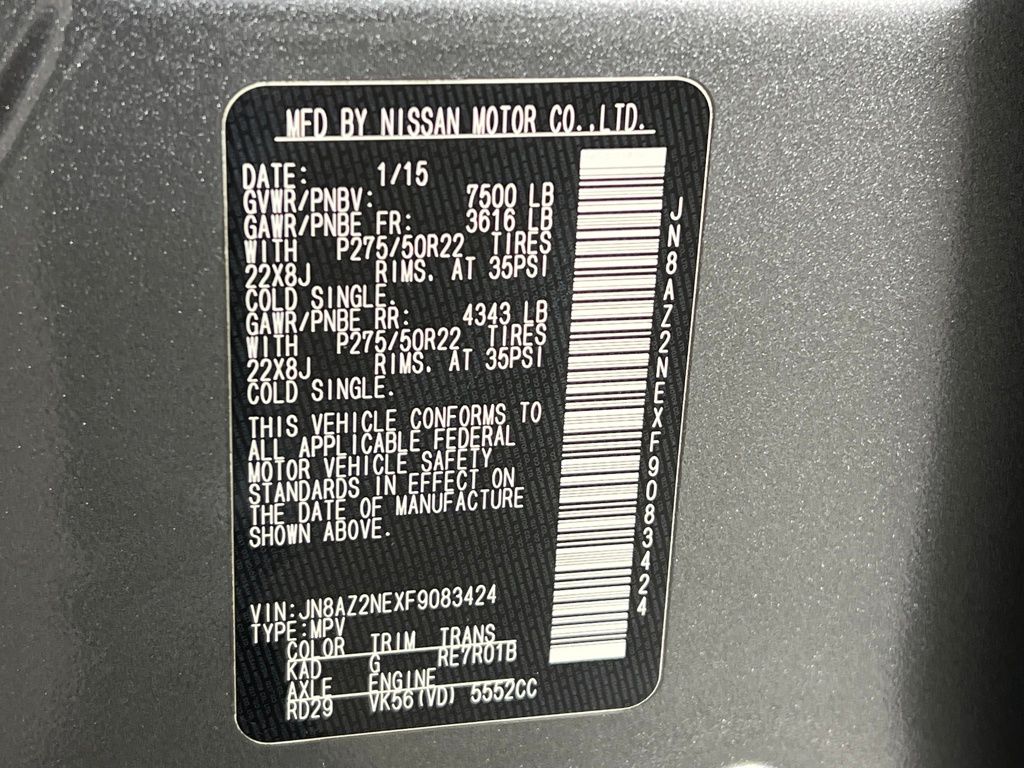 MFD BY NISSAN MOTOR CO.,LTD.
DATE: 1/15
GVWR/PNBV: 7500 LB
GAWR/PNBE FR: 3616 LB
WITH P275/50R22 TIRES
22X8J RIMS. AT 35PSI
COLD SINGLE.
GAWR/PNBE RR: 4343 LB
WITH P275/50R22 TIRES
22X8J RIMS. AT 35PSI
COLD SINGLE.
THIS VEHICLE CONFORMS TO
ALL APPLICABLE FEDERAL
MOTOR VEHICLE SAFETY
STANDARDS IN EFFECT ON
THE DATE OF MANUFACTURE
SHOWN ABOVE.
VIN:JN8AZ2NEXF9083424
TYPE:MPV
COLOR TRIM TRANS
KAD G RE7R01B
AXLE ENGINE
RD29 VK56(VD) 5552CC
JN8AZ2NEXF9083424